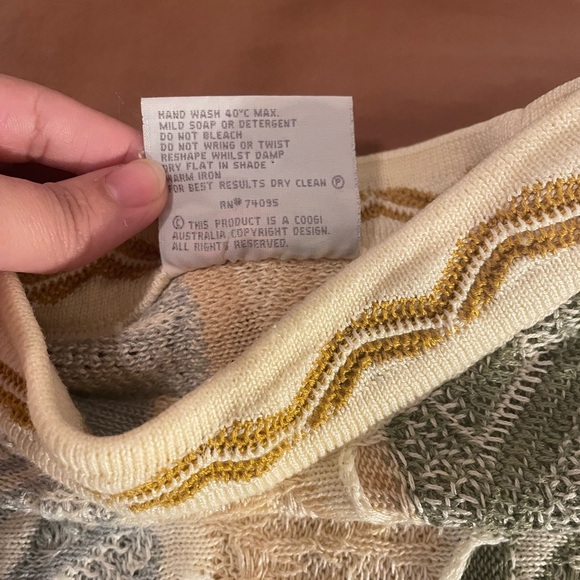 HAND WASH 40°C MAX.
MILD SOAP OR DETERGENT
DO NOT BLEACH
DO NOT WRING OR TWIST
RESHAPE WHILST DAMP
DRY FLAT IN SHADE
WARM IRON
FOR BEST RESULTS DRY CLEAN Ⓟ
RN# 74095
© THIS PRODUCT IS A COOGI
AUSTRALIA COPYRIGHT DESIGN.
ALL RIGHTS RESERVED.